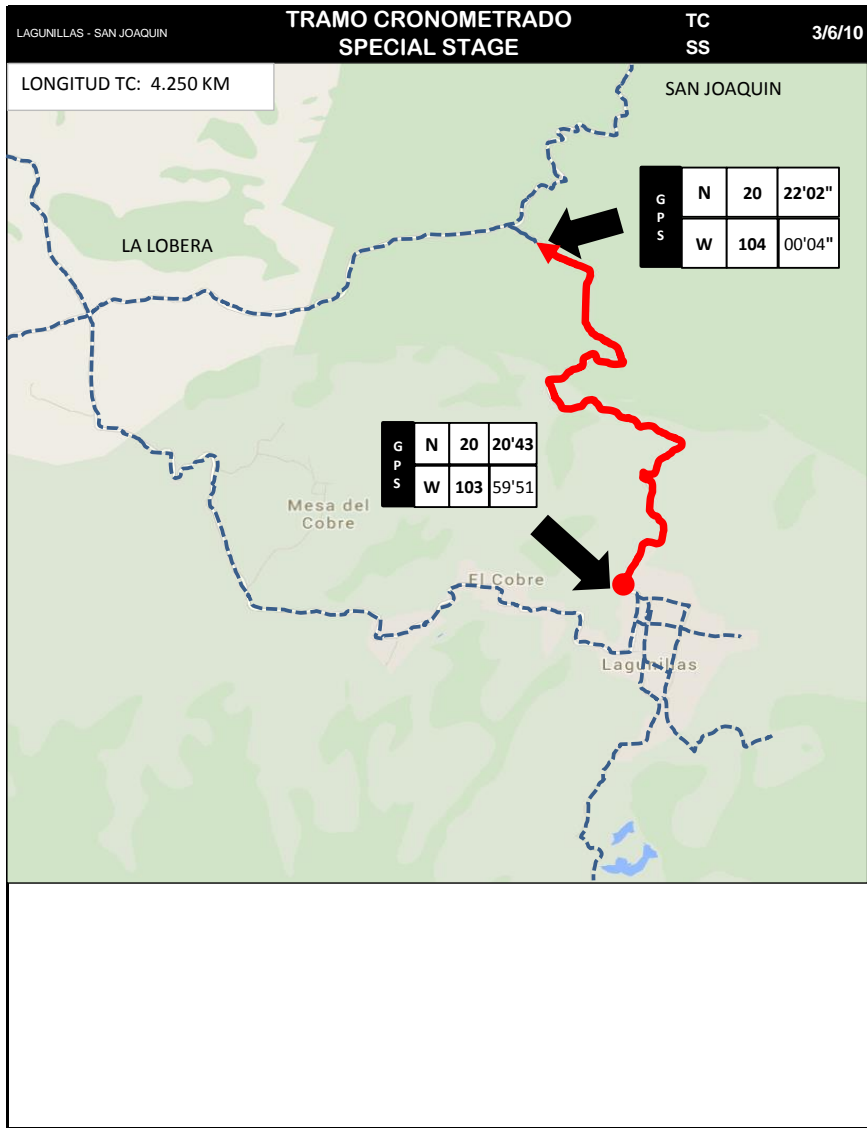 LAGUNILLAS - SAN JOAQUIN
TRAMO CRONOMETRADO
SPECIAL STAGE
TC
SS
3/6/10
LONGITUD TC: 4.250 KM
SAN JOAQUIN
GPS
N 20 22'02"
W 104 00'04"
LA LOBERA
GPS
N 20 20'43
W 103 59'51
Mesa del
Cobre
El Cobre
Lagunillas